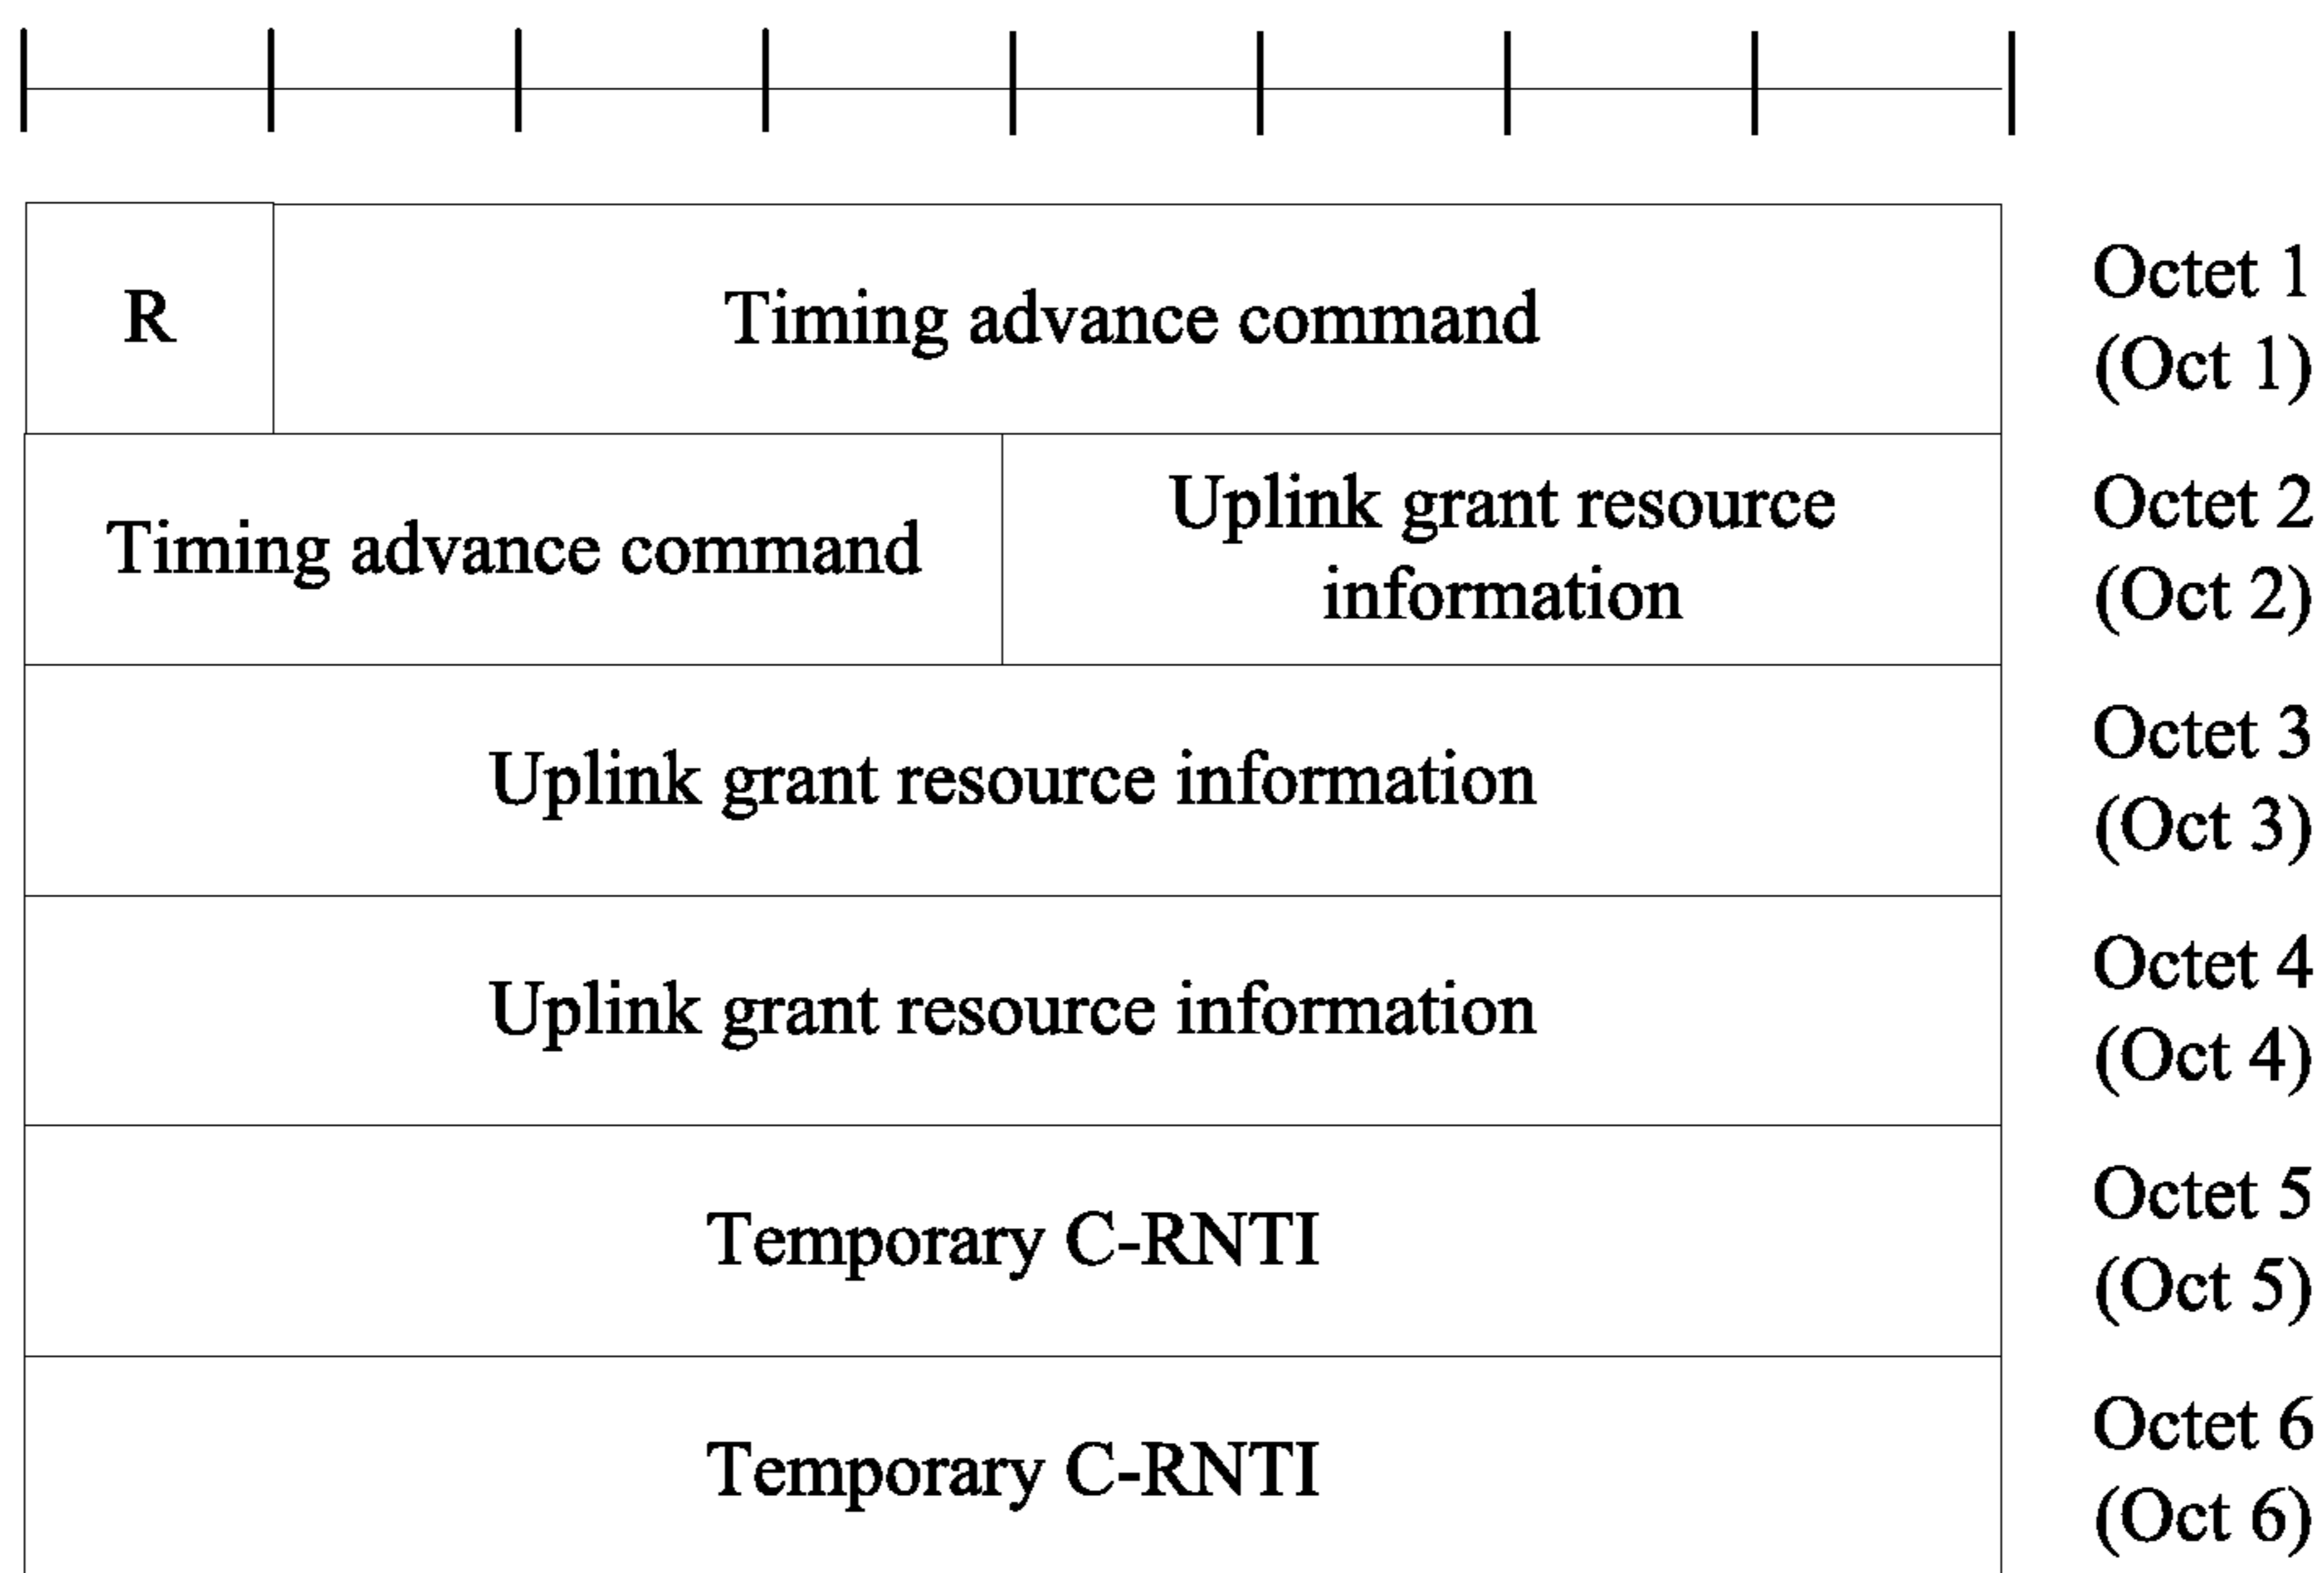 R
Timing advance command
Octet 1
(Oct 1)
Timing advance command
Uplink grant resource
information
Octet 2
(Oct 2)
Uplink grant resource information
Octet 3
(Oct 3)
Uplink grant resource information
Octet 4
(Oct 4)
Temporary C-RNTI
Octet 5
(Oct 5)
Temporary C-RNTI
Octet 6
(Oct 6)